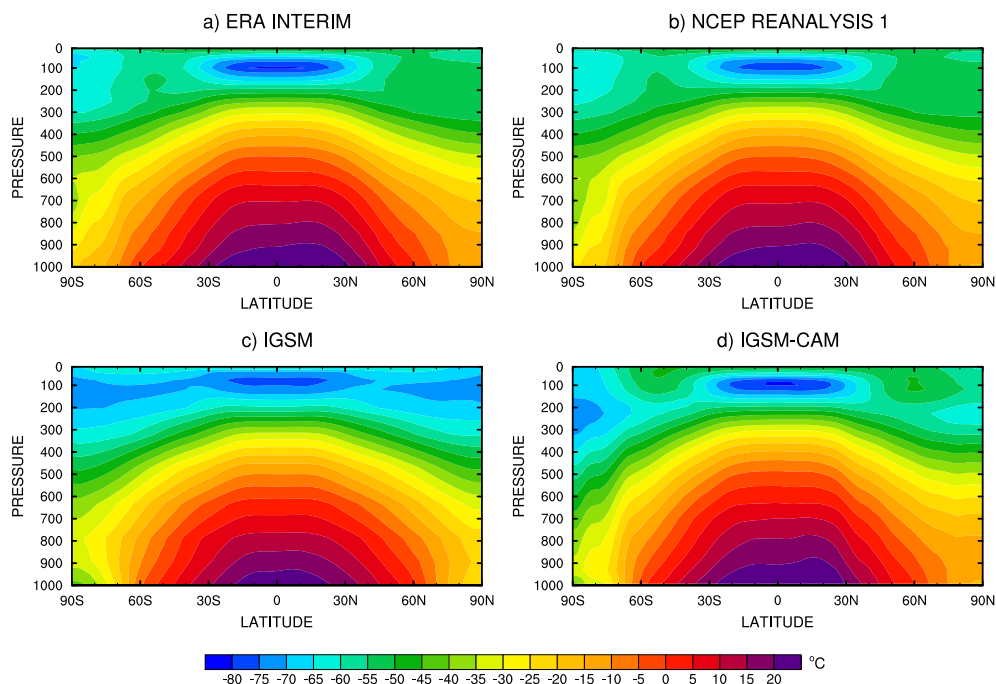 a) ERA INTERIM
0
100
200
300
400
500
600
700
800
900
1000
PRESSURE
90S 60S 30S 0 30N 60N 90N
LATITUDE
b) NCEP REANALYSIS 1
0
100
200
300
400
500
600
700
800
900
1000
PRESSURE
90S 60S 30S 0 30N 60N 90N
LATITUDE
c) IGSM
0
100
200
300
400
500
600
700
800
900
1000
PRESSURE
90S 60S 30S 0 30N 60N 90N
LATITUDE
d) IGSM-CAM
0
100
200
300
400
500
600
700
800
900
1000
PRESSURE
90S 60S 30S 0 30N 60N 90N
LATITUDE
-80 -75 -70 -65 -60 -55 -50 -45 -40 -35 -30 -25 -20 -15 -10 -5 0 5 10 15 20
°C